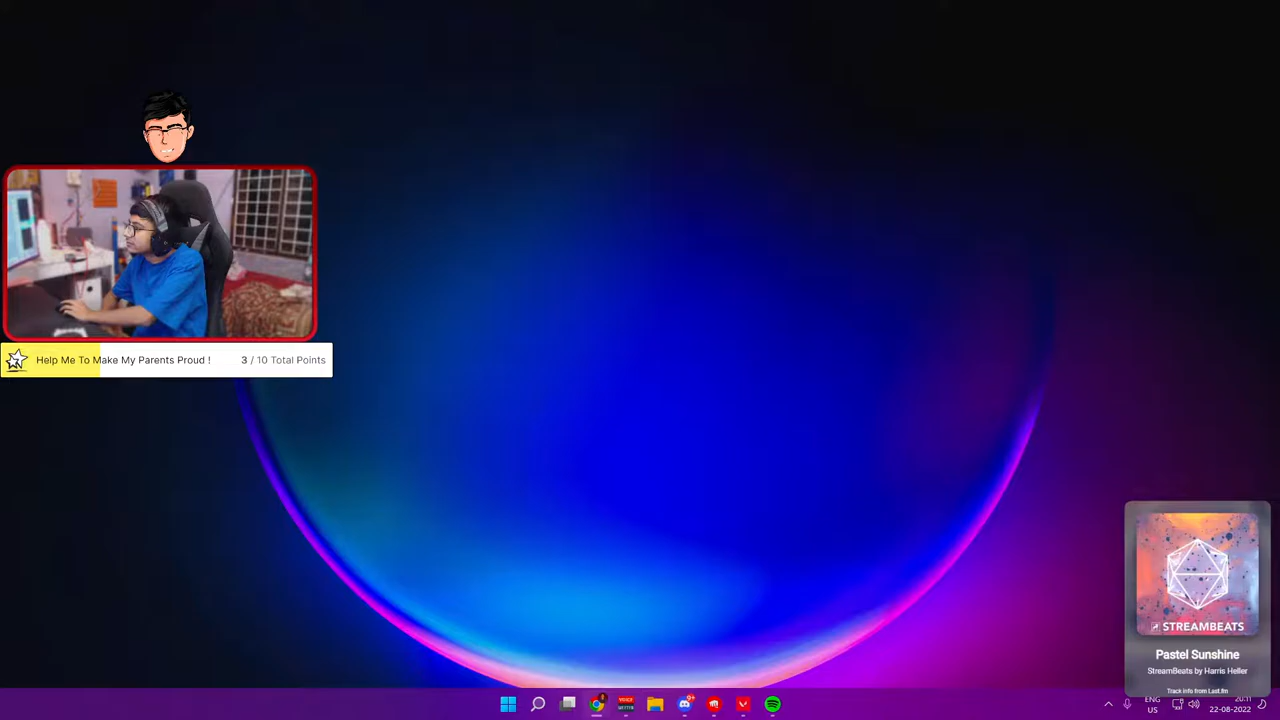 Help Me To Make My Parents Proud !
3 / 10 Total Points
STREAMBEATS
Pastel Sunshine
StreamBeats by Harris Heller
Track info from Last.fm
ENG
US
22-08-2022